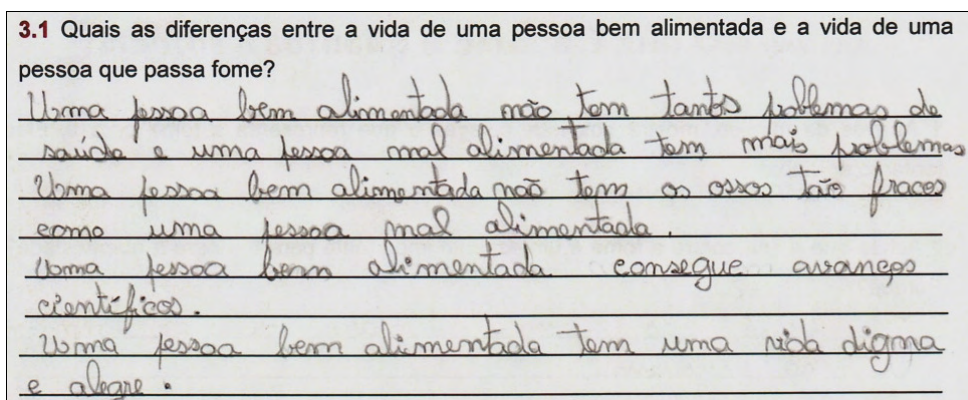 3.1 Quais as diferenças entre a vida de uma pessoa bem alimentada e a vida de uma
pessoa que passa fome?
Uma pessoa bem alimentada não tem tantos problemas de
saúde e uma pessoa mal alimentada tem mais problemas
Uma pessoa bem alimentada não tem os ossos tão fracos
como uma pessoa mal alimentada.
Uma pessoa bem alimentada consegue avanços
científicos.
Uma pessoa bem alimentada tem uma vida digna
e alegre.